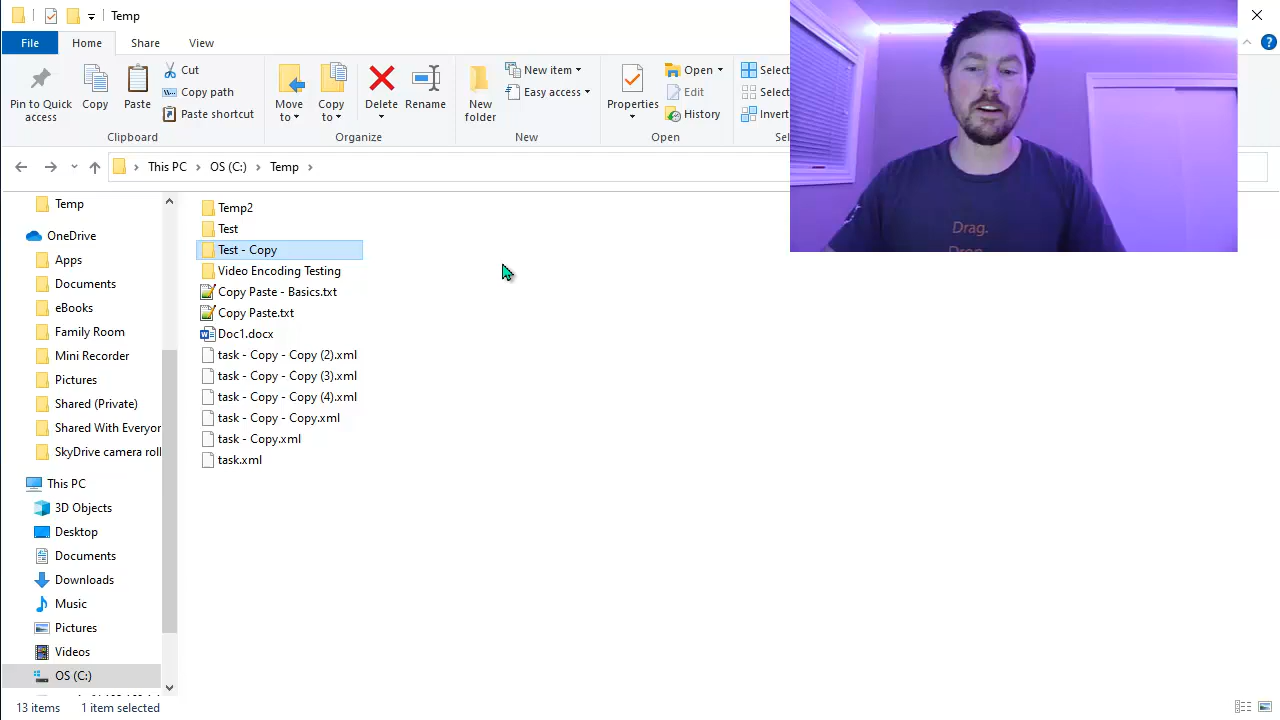 Temp
File
Home
Share
View
Pin to Quick
access
Copy
Paste
Cut
Copy path
Paste shortcut
Clipboard
Move
to
Copy
to
Delete
Rename
Organize
New
folder
New item
Easy access
New
Properties
Open
Edit
History
Open
Select
Select
Invert
Sel
This PC
OS (C:)
Temp
Temp
OneDrive
Apps
Documents
eBooks
Family Room
Mini Recorder
Pictures
Shared (Private)
Shared With Everyor
SkyDrive camera roll
This PC
3D Objects
Desktop
Documents
Downloads
Music
Pictures
Videos
OS (C:)
Temp2
Test
Test - Copy
Video Encoding Testing
Copy Paste - Basics.txt
Copy Paste.txt
Doc1.docx
task - Copy - Copy (2).xml
task - Copy - Copy (3).xml
task - Copy - Copy (4).xml
task - Copy - Copy.xml
task - Copy.xml
task.xml
Drag.
Drop.
13 items
1 item selected